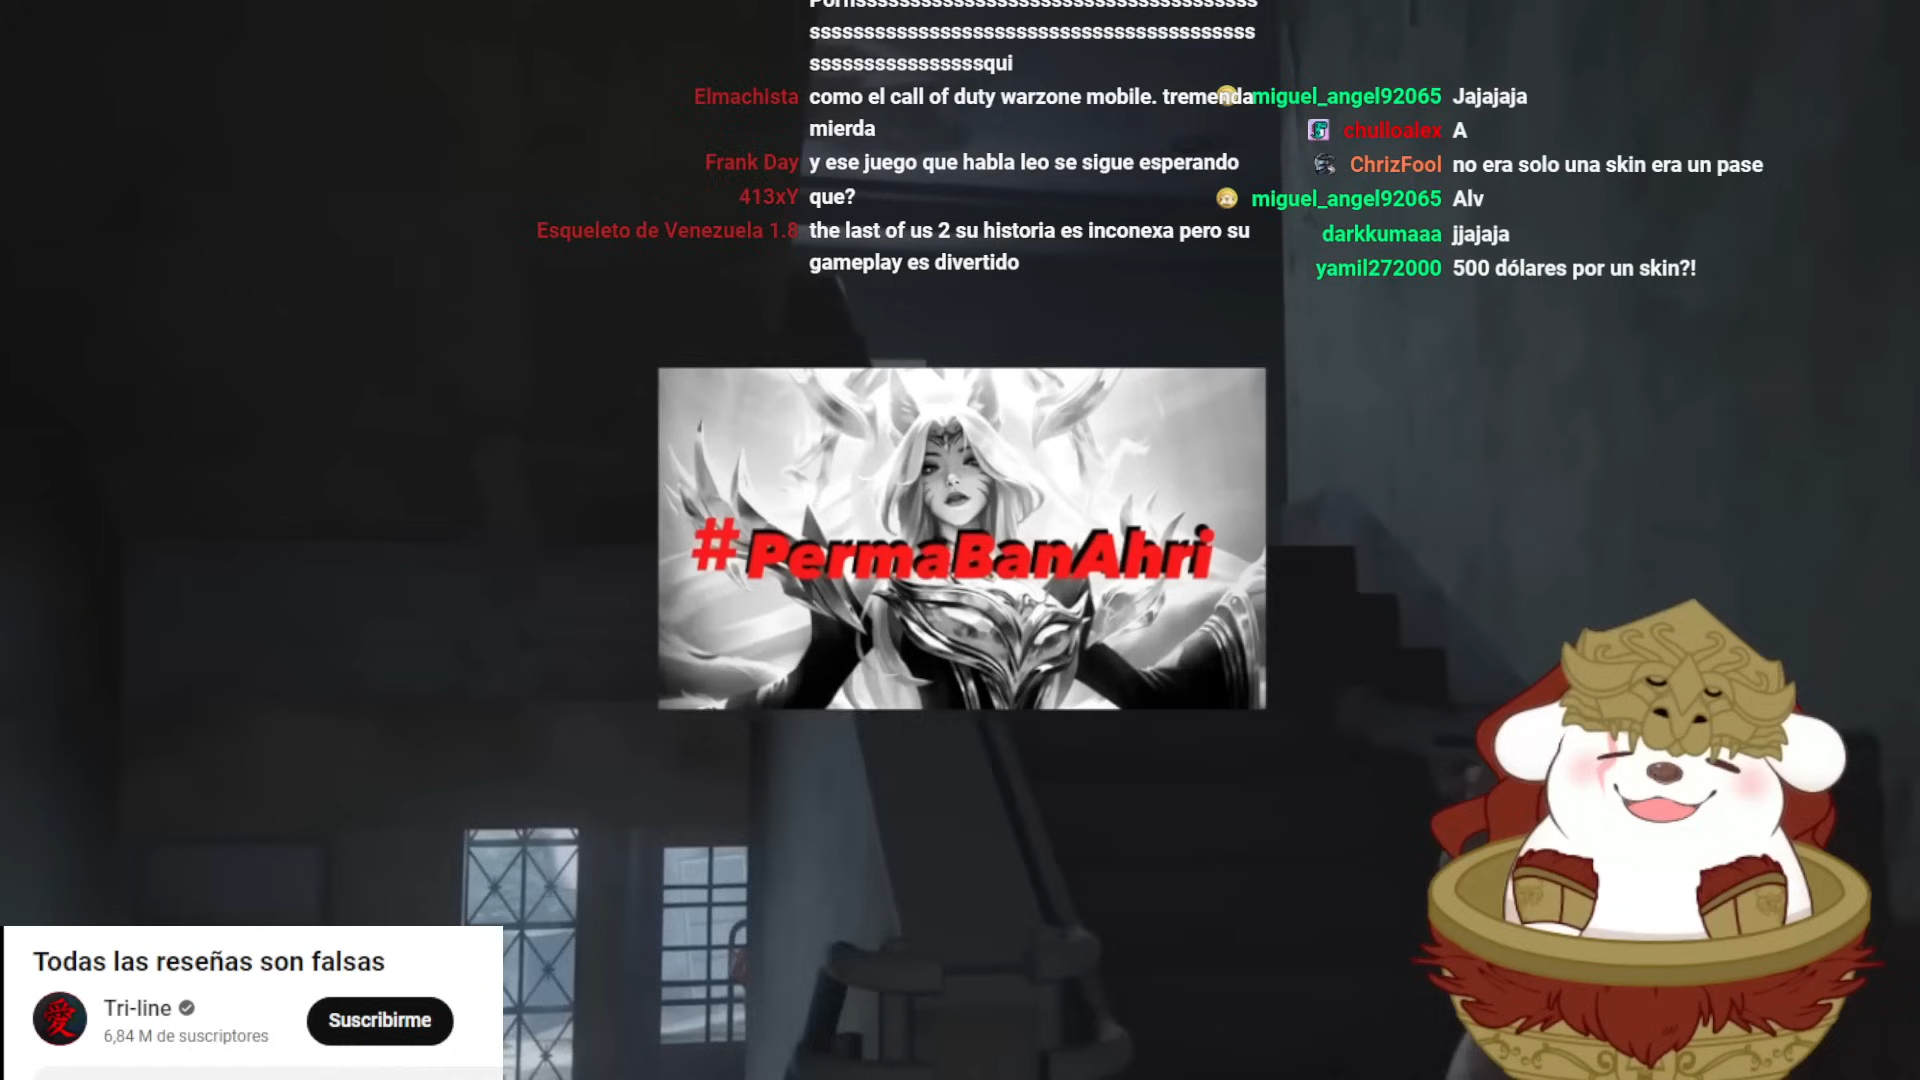 sssssssssssssssssssssssssssssssssssssssss
ssssssssssssssssqui
Elmachista como el call of duty warzone mobile. tremenda
mierda
Frank Day y ese juego que habla leo se sigue esperando
413xY que?
Esqueleto de Venezuela 1.8 the last of us 2 su historia es inconexa pero su
gameplay es divertido
miguel_angel92065 Jajajaja
chulloalex A
ChrizFool no era solo una skin era un pase
miguel_angel92065 Alv
darkkumaaa jjajaja
yamil272000 500 dólares por un skin?!
#PermaBanAhri
Todas las reseñas son falsas
愛
Tri-line
6,84 M de suscriptores
Suscribirme